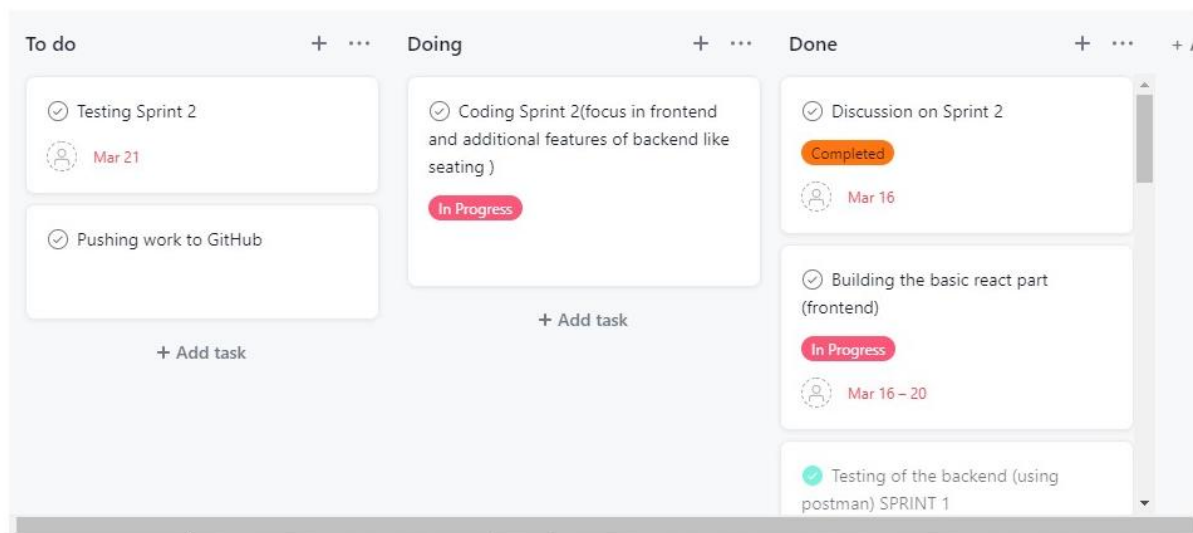 To do
Testing Sprint 2
Mar 21
Pushing work to GitHub
+ Add task
Doing
Coding Sprint 2(focus in frontend
and additional features of backend like
seating )
In Progress
+ Add task
Done
Discussion on Sprint 2
Completed
Mar 16
Building the basic react part
(frontend)
In Progress
Mar 16 – 20
Testing of the backend (using
postman) SPRINT 1